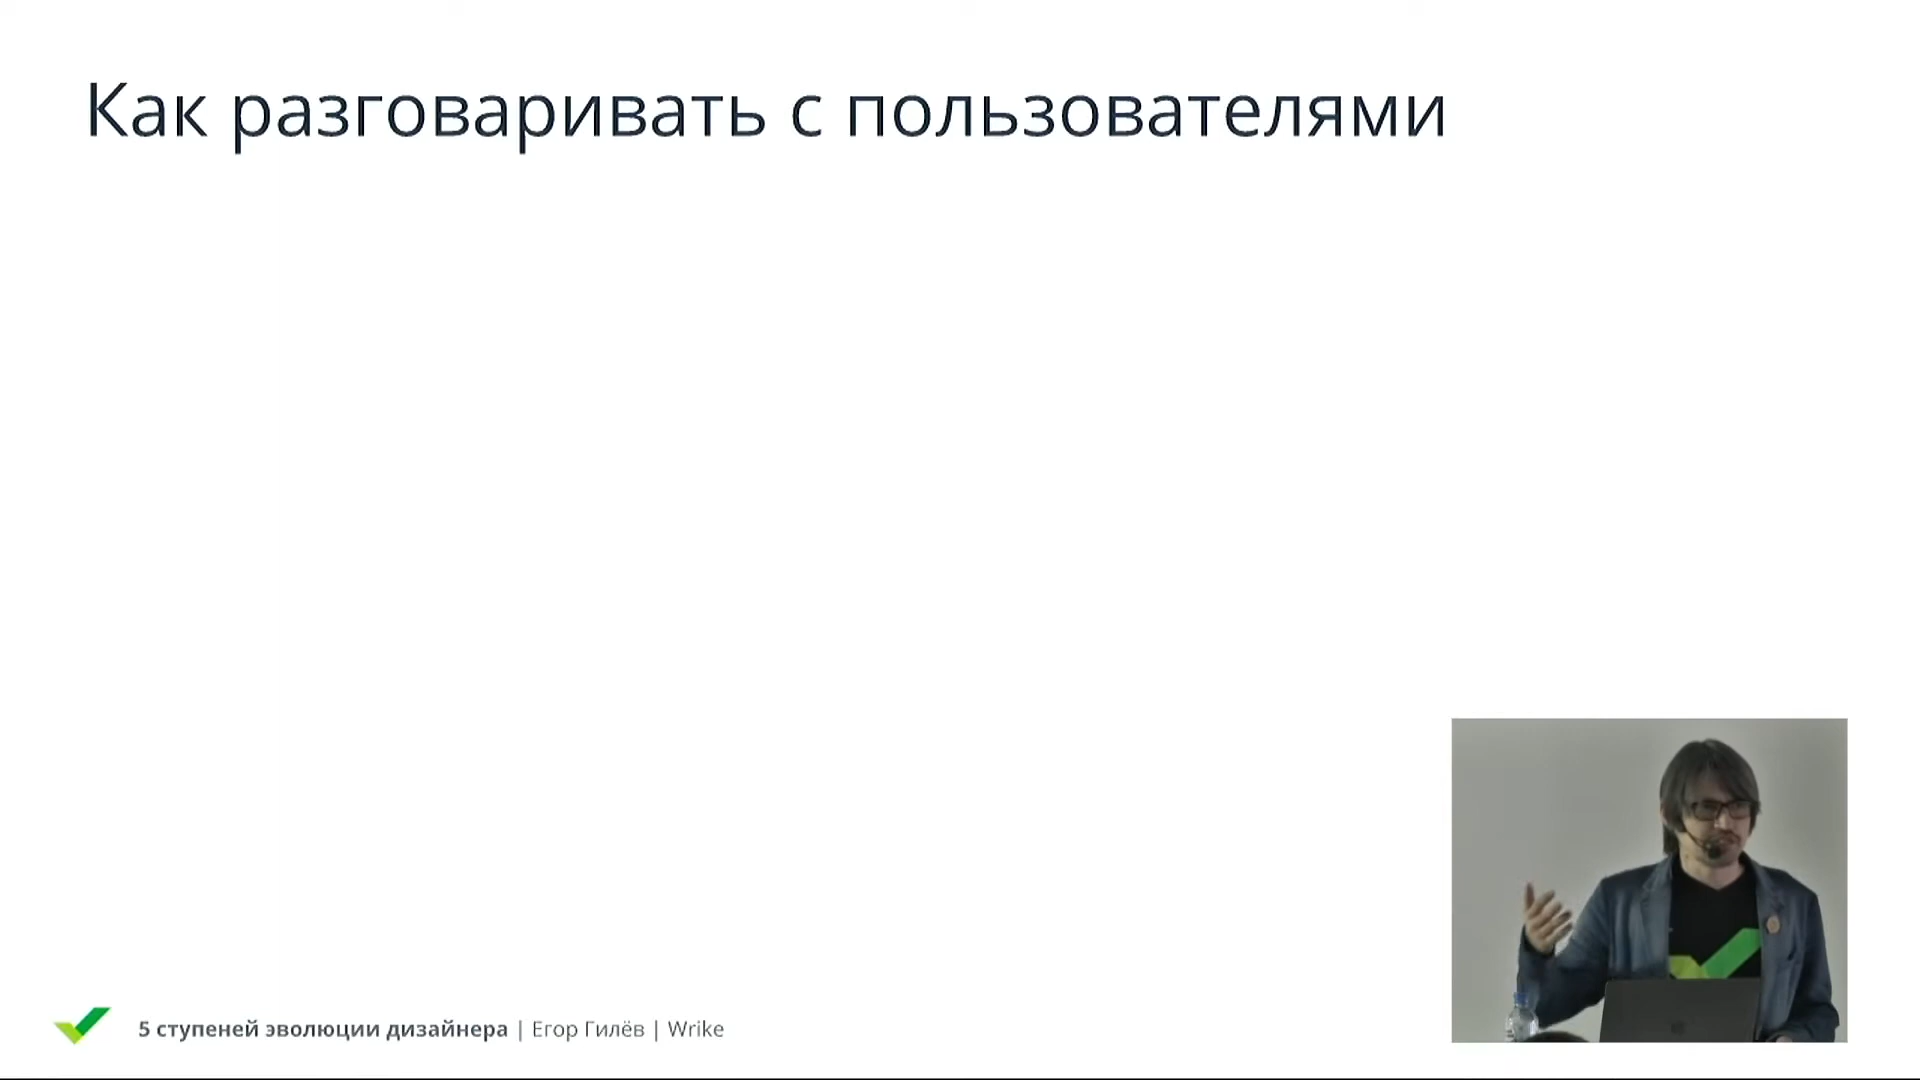 Как разговаривать с пользователями
5 ступеней эволюции дизайнера | Егор Гилёв | Wrike